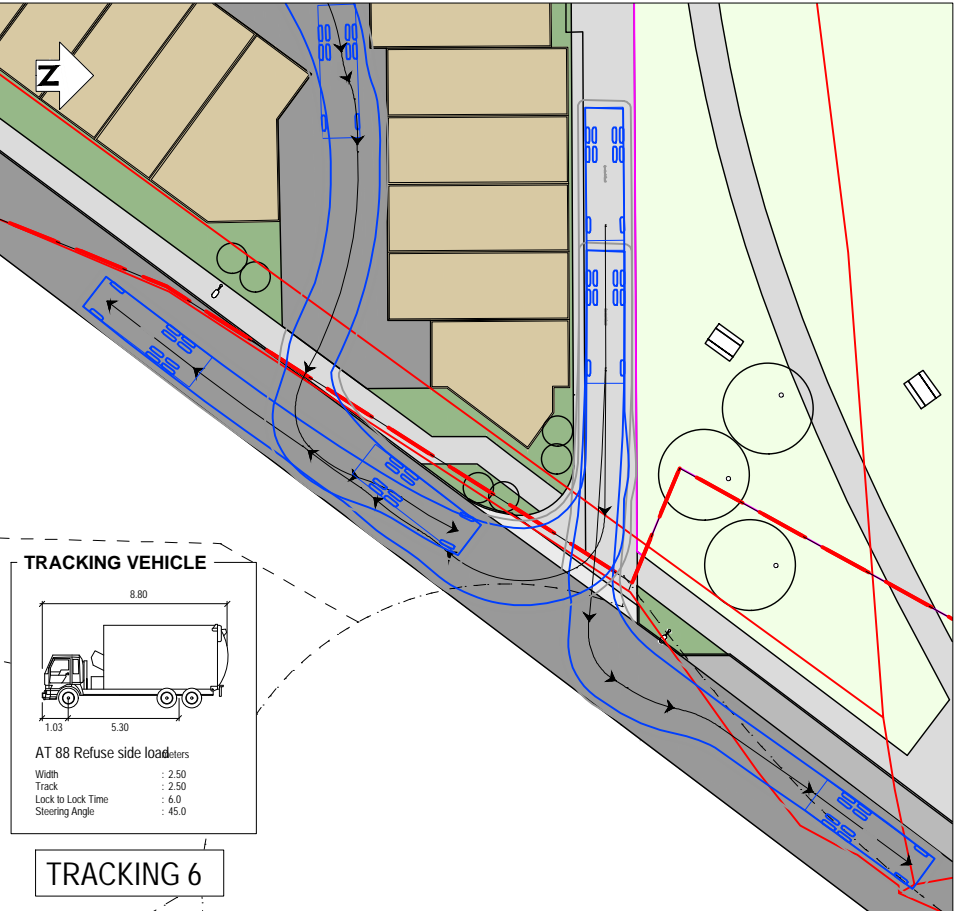 N
TRACKING VEHICLE
8.80
1.03 5.30
AT 88 Refuse side load
meters
Width : 2.50
Track : 2.50
Lock to Lock Time : 6.0
Steering Angle : 45.0
TRACKING 6